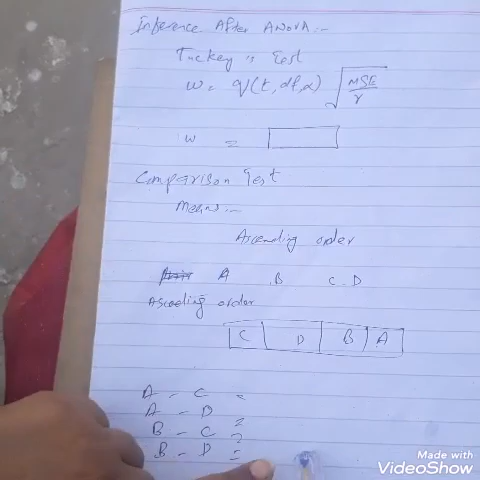 Inference After ANOVA :-
Tuckey's Test
W = q(t, df, α) √MSE/r
W =
Comparison Test
Means :-
Ascending order
A B C D
Ascending order
C D B A
A - C =
A - D =
B - C =
B - D =
Made with
VideoShow